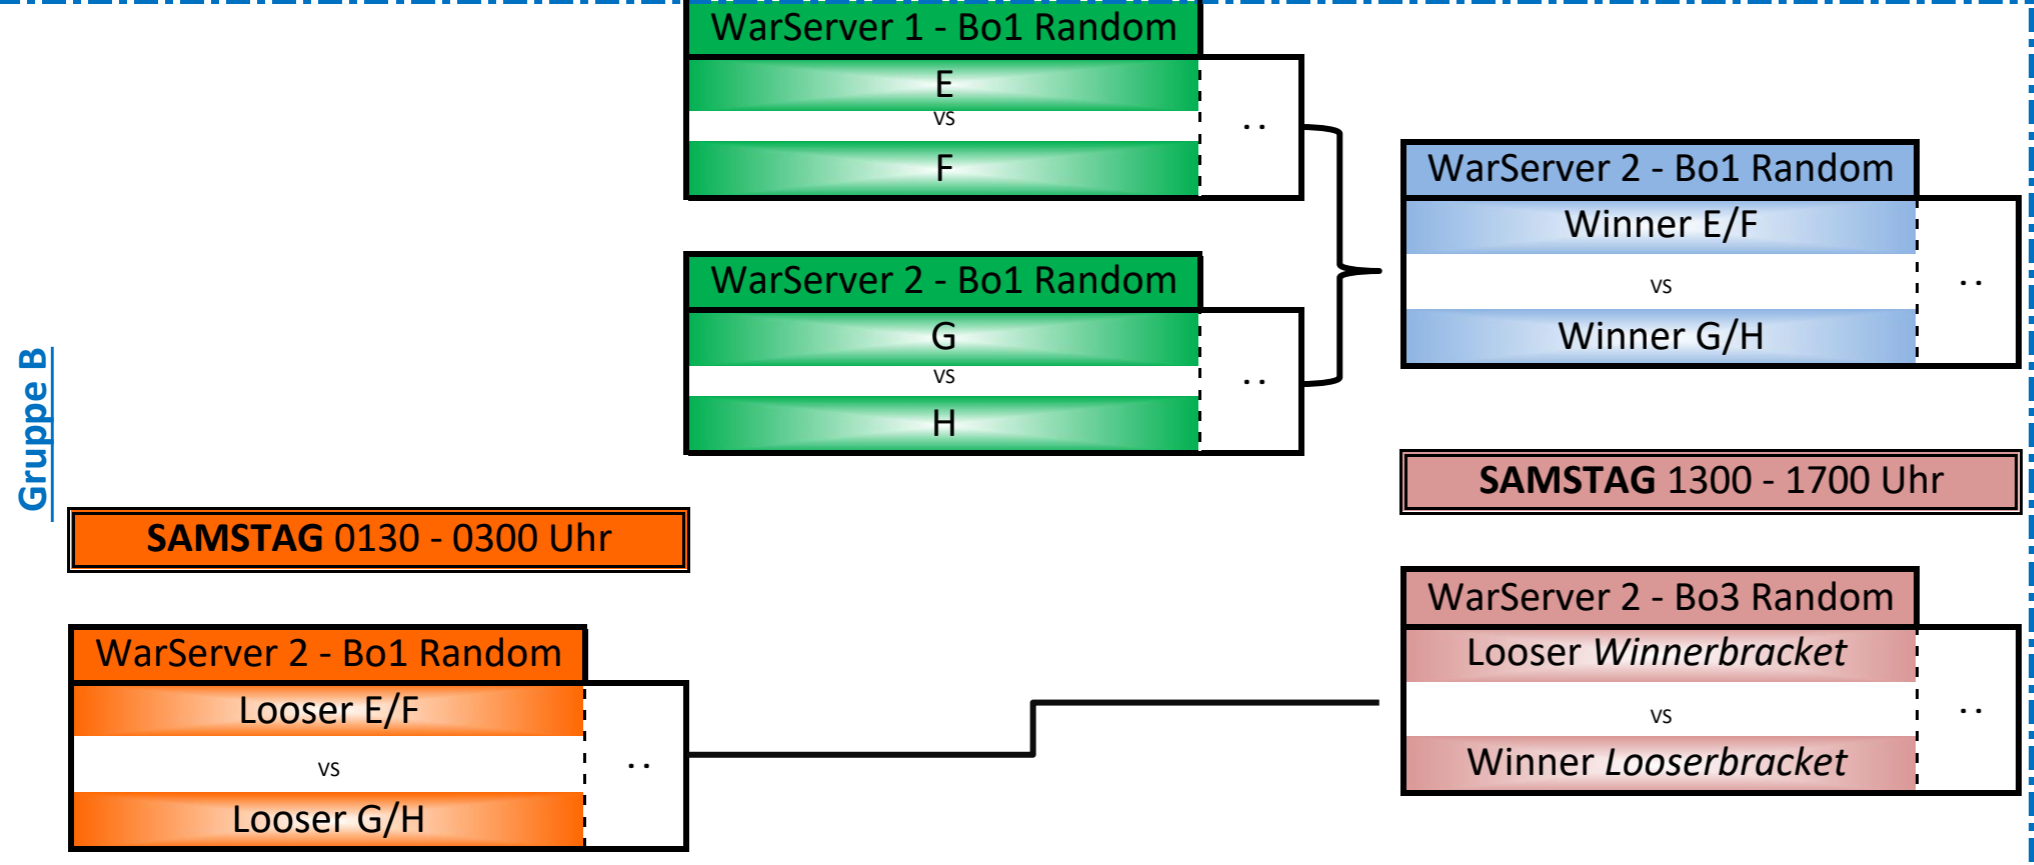 WarServer 1 - Bo1 Random
E
vs
F
. .
WarServer 2 - Bo1 Random
G
vs
H
. .
WarServer 2 - Bo1 Random
Winner E/F
vs
Winner G/H
. .
Gruppe B
SAMSTAG 1300 - 1700 Uhr
SAMSTAG 0130 - 0300 Uhr
WarServer 2 - Bo1 Random
Looser E/F
vs
Looser G/H
. .
WarServer 2 - Bo3 Random
Looser Winnerbracket
vs
Winner Looserbracket
. .